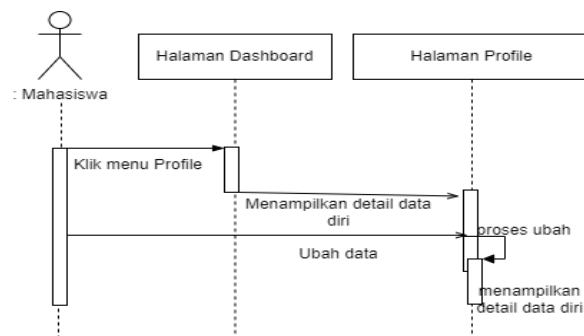 Halaman Dashboard
Halaman Profile
: Mahasiswa
Klik menu Profile
Menampilkan detail data
diri
proses ubah
Ubah data
menampilkan
detail data diri